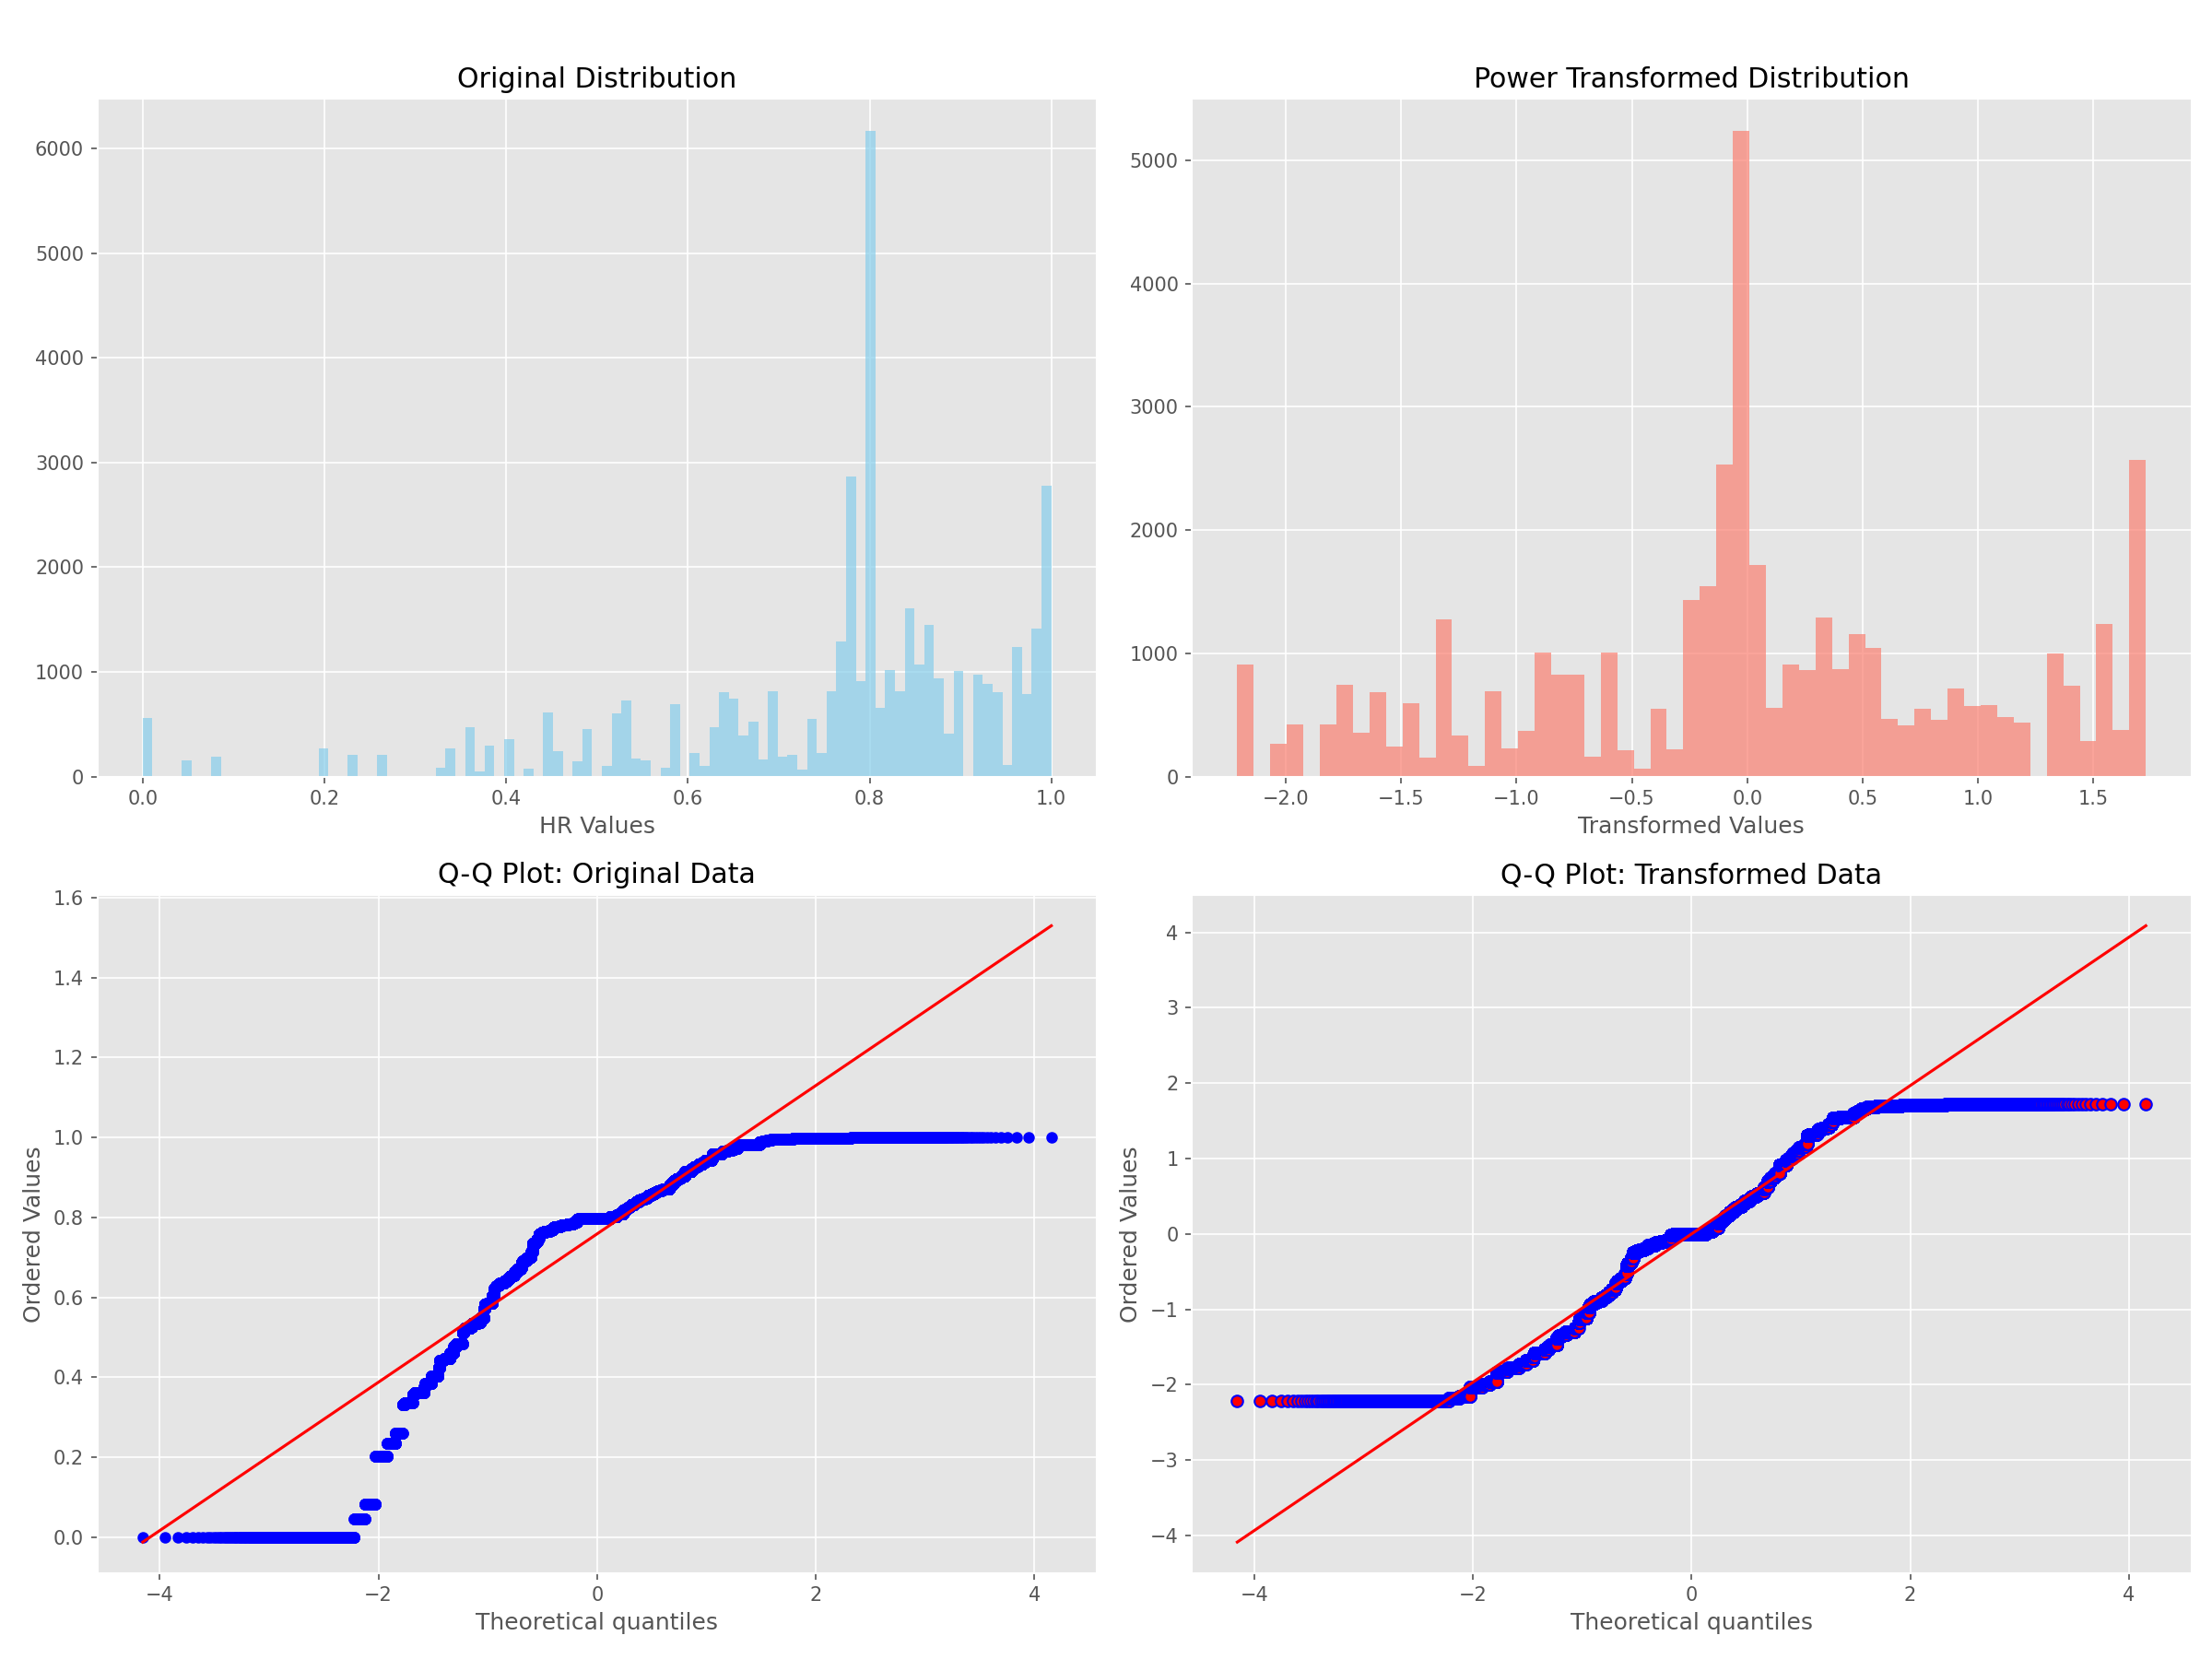 Original Distribution
6000
5000
4000
3000
2000
1000
0
0.0 0.2 0.4 0.6 0.8 1.0
HR Values
Power Transformed Distribution
5000
4000
3000
2000
1000
0
−2.0 −1.5 −1.0 −0.5 0.0 0.5 1.0 1.5
Transformed Values
Q-Q Plot: Original Data
Ordered Values
1.6
1.4
1.2
1.0
0.8
0.6
0.4
0.2
0.0
−4 −2 0 2 4
Theoretical quantiles
Q-Q Plot: Transformed Data
Ordered Values
4
3
2
1
0
−1
−2
−3
−4
−4 −2 0 2 4
Theoretical quantiles